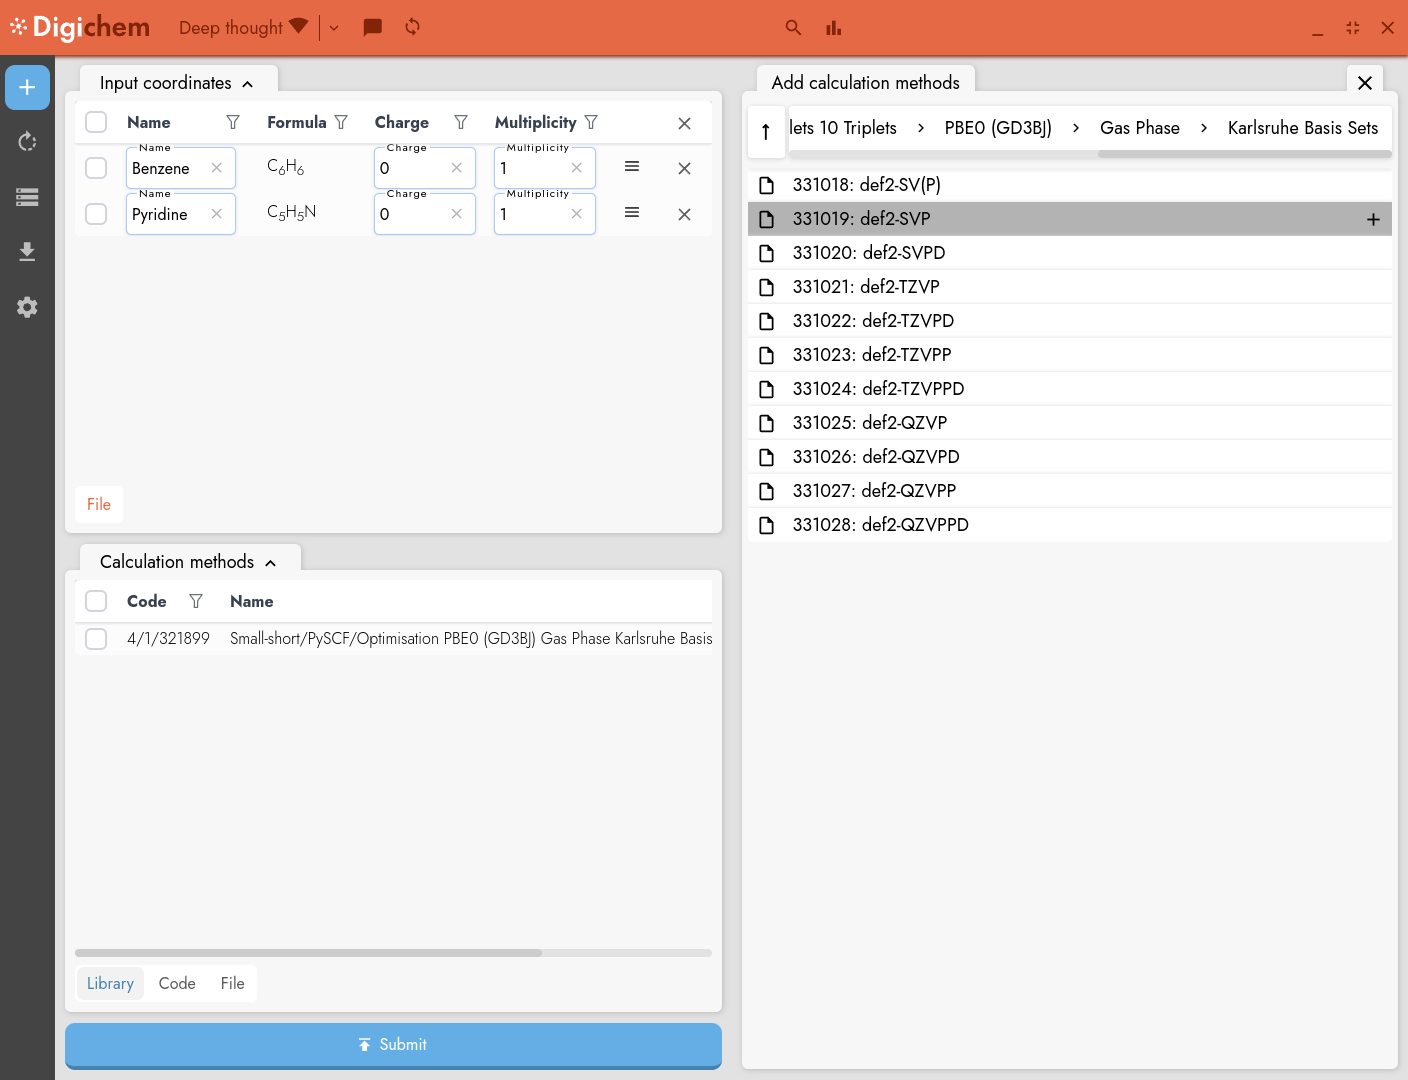 Digichem Deep thought
Input coordinates
Name Formula Charge Multiplicity
Name Charge Multiplicity
Benzene C6H6 0 1
Name Charge Multiplicity
Pyridine C5H5N 0 1
File
Calculation methods
Code Name
4/1/321899 Small-short/PySCF/Optimisation PBE0 (GD3BJ) Gas Phase Karlsruhe Basis
Library Code File
Submit
Add calculation methods
lets 10 Triplets > PBE0 (GD3BJ) > Gas Phase > Karlsruhe Basis Sets
331018: def2-SV(P)
331019: def2-SVP
331020: def2-SVPD
331021: def2-TZVP
331022: def2-TZVPD
331023: def2-TZVPP
331024: def2-TZVPPD
331025: def2-QZVP
331026: def2-QZVPD
331027: def2-QZVPP
331028: def2-QZVPPD